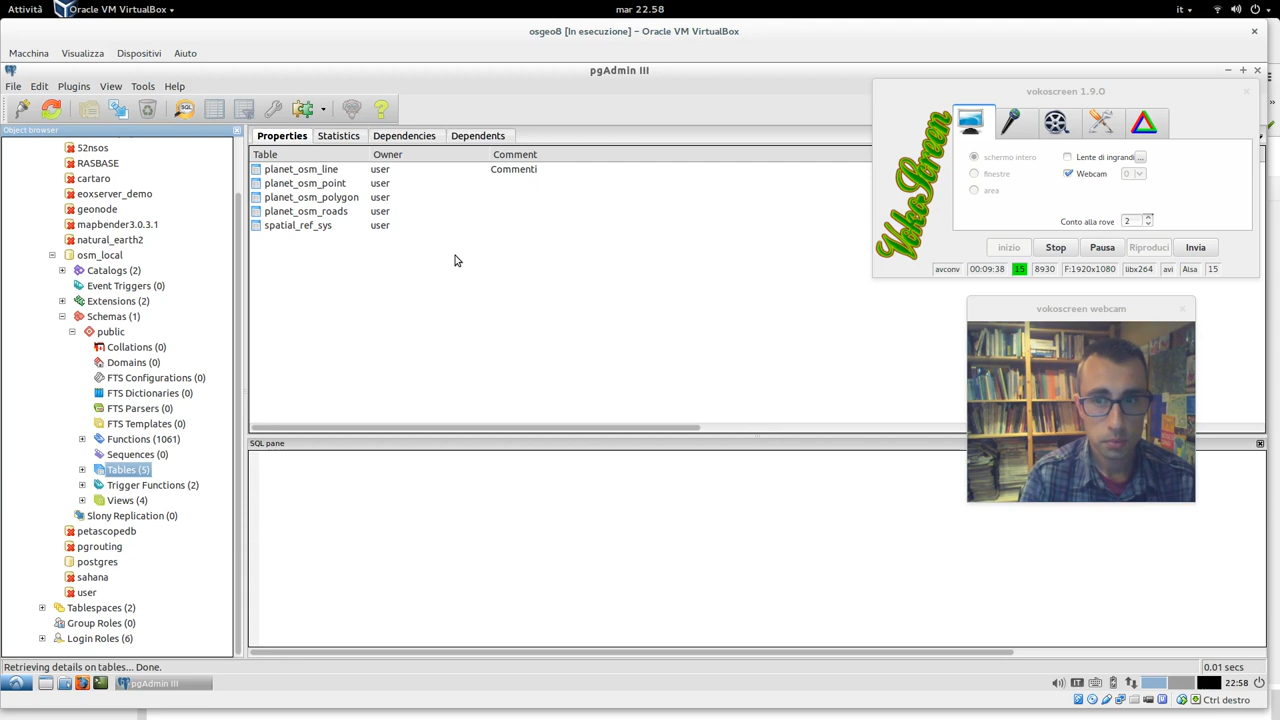 Attività Oracle VM VirtualBox mar 22.58 it
osgeo8 [In esecuzione] – Oracle VM VirtualBox
Macchina Visualizza Dispositivi Aiuto
pgAdmin III
File Edit Plugins View Tools Help
SQL
Object browser
52nsos
RASBASE
cartaro
eoxserver_demo
geonode
mapbender3.0.3.1
natural_earth2
osm_local
Catalogs (2)
Event Triggers (0)
Extensions (2)
Schemas (1)
public
Collations (0)
Domains (0)
FTS Configurations (0)
FTS Dictionaries (0)
FTS Parsers (0)
FTS Templates (0)
Functions (1061)
Sequences (0)
Tables (5)
Trigger Functions (2)
Views (4)
Slony Replication (0)
petascopedb
pgrouting
postgres
sahana
user
Tablespaces (2)
Group Roles (0)
Login Roles (6)
Properties Statistics Dependencies Dependents
Table Owner Comment
planet_osm_line user Commenti
planet_osm_point user
planet_osm_polygon user
planet_osm_roads user
spatial_ref_sys user
SQL pane
vokoscreen 1.9.0
VokoScreen
schermo intero Lente di ingrandi ...
finestre Webcam 0
area
Conto alla rove 2
inizio Stop Pausa Riproduci Invia
avconv 00:09:38 15 8930 F:1920x1080 libx264 avi Alsa 15
vokoscreen webcam
Retrieving details on tables... Done. 0.01 secs
pgAdmin III IT 22:58
Ctrl destro